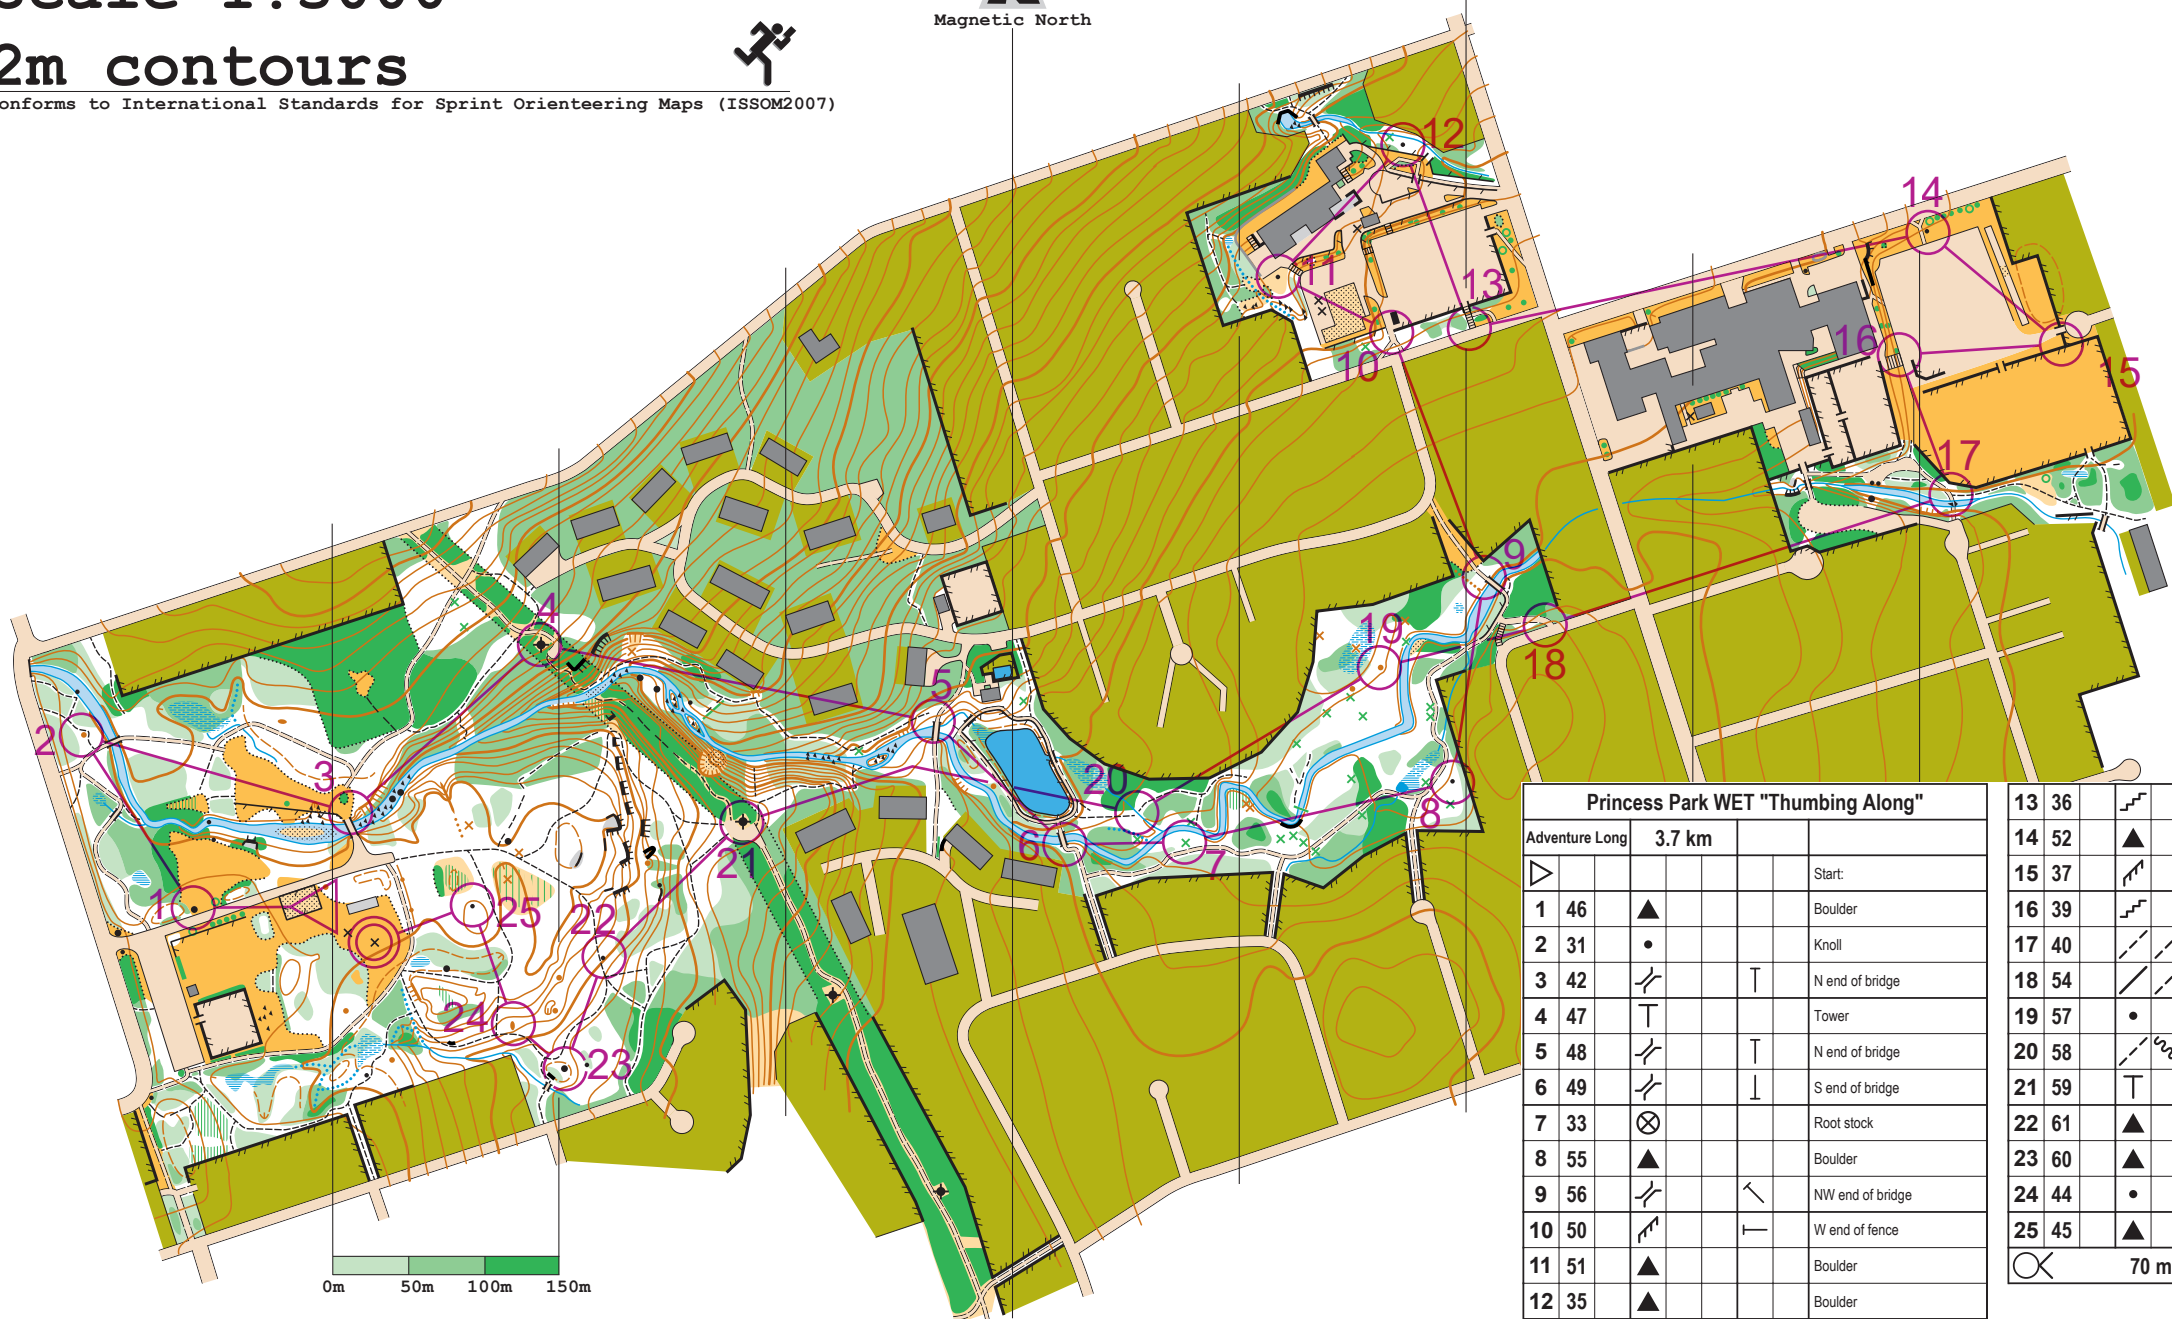 2m contours
Conforms to International Standards for Sprint Orienteering Maps (ISSOM2007)
Magnetic North
12
14
11
13
10
16
15
17
9
4
19
18
5
2
3
20
8
6
7
21
1
25
22
24
23
0m 50m 100m 150m
Princess Park WET "Thumbing Along"
Adventure Long 3.7 km
Start:
1 46 Boulder
2 31 Knoll
3 42 N end of bridge
4 47 Tower
5 48 N end of bridge
6 49 S end of bridge
7 33 Root stock
8 55 Boulder
9 56 NW end of bridge
10 50 W end of fence
11 51 Boulder
12 35 Boulder
13 36
14 52
15 37
16 39
17 40
18 54
19 57
20 58
21 59
22 61
23 60
24 44
25 45
70 m